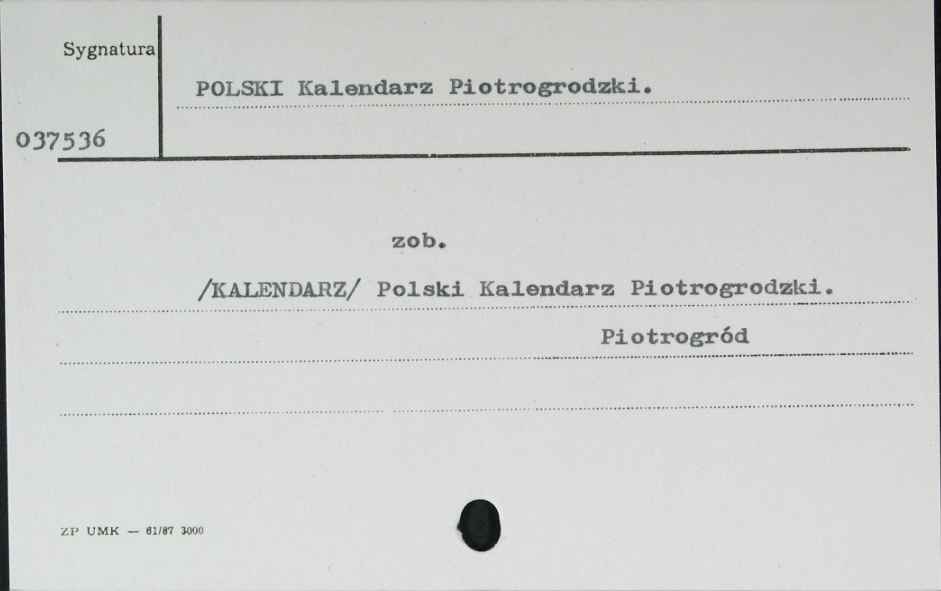 Sygnatura
POLSKI Kalendarz Piotrogrodzki.
037536
zob.
/KALENDARZ/ Polski Kalendarz Piotrogrodzki.
Piotrogród
ZP UMK — 61/87 3000